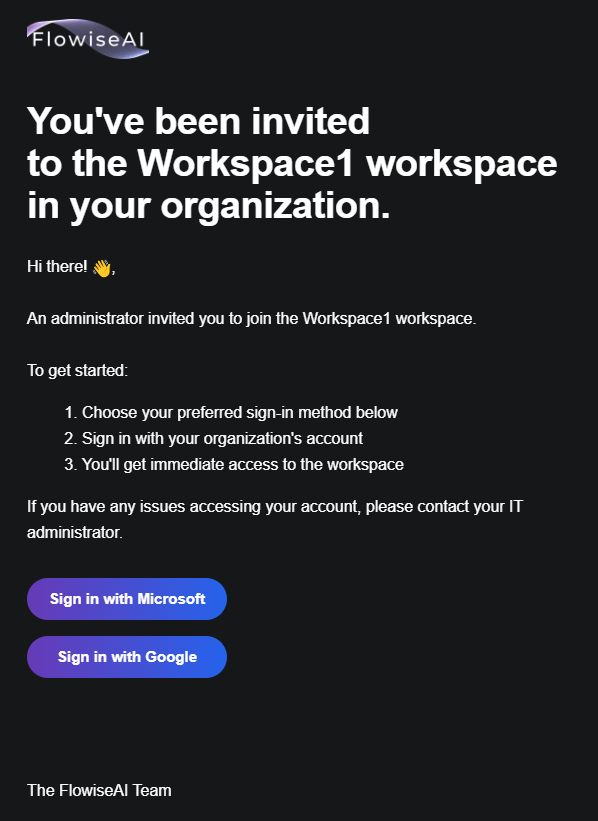 FlowiseAI
You've been invited
to the Workspace1 workspace
in your organization.
Hi there! 👋,
An administrator invited you to join the Workspace1 workspace.
To get started:
1. Choose your preferred sign-in method below
2. Sign in with your organization's account
3. You'll get immediate access to the workspace
If you have any issues accessing your account, please contact your IT
administrator.
Sign in with Microsoft
Sign in with Google
The FlowiseAI Team